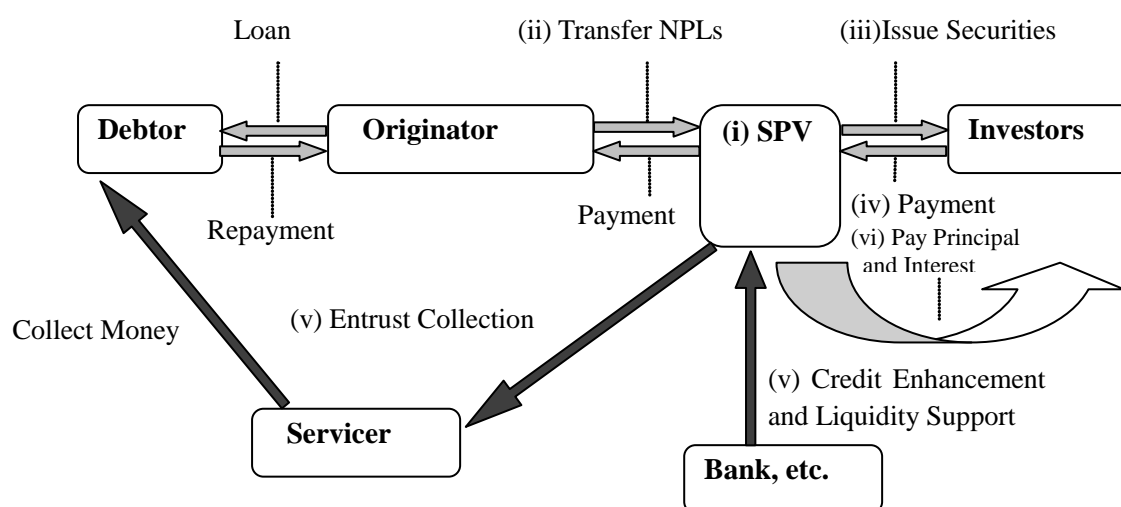 Loan
(ii) Transfer NPLs
(iii)Issue Securities
Debtor
Originator
(i) SPV
Investors
Repayment
Payment
(iv) Payment
(vi) Pay Principal
and Interest
Collect Money
(v) Entrust Collection
(v) Credit Enhancement
and Liquidity Support
Servicer
Bank, etc.